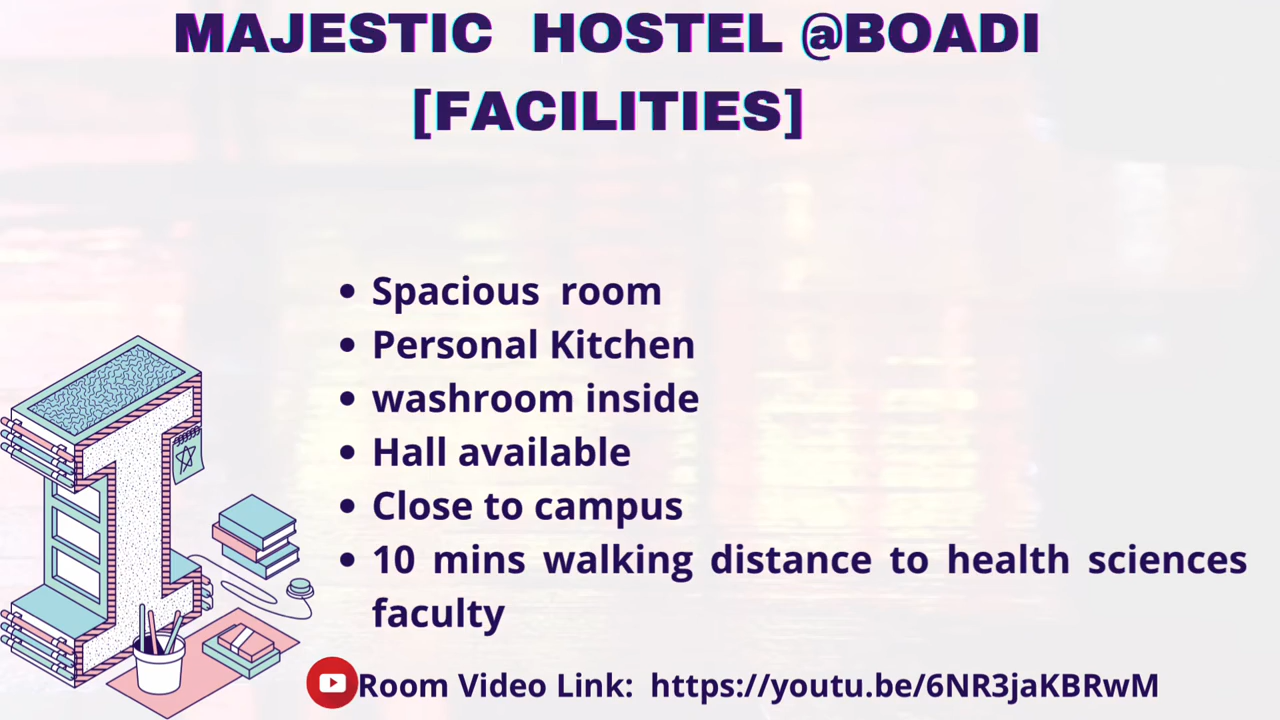 MAJESTIC HOSTEL @BOADI
[FACILITIES]
• Spacious room
• Personal Kitchen
• washroom inside
• Hall available
• Close to campus
• 10 mins walking distance to health sciences
faculty
Room Video Link: https://youtu.be/6NR3jaKBRwM